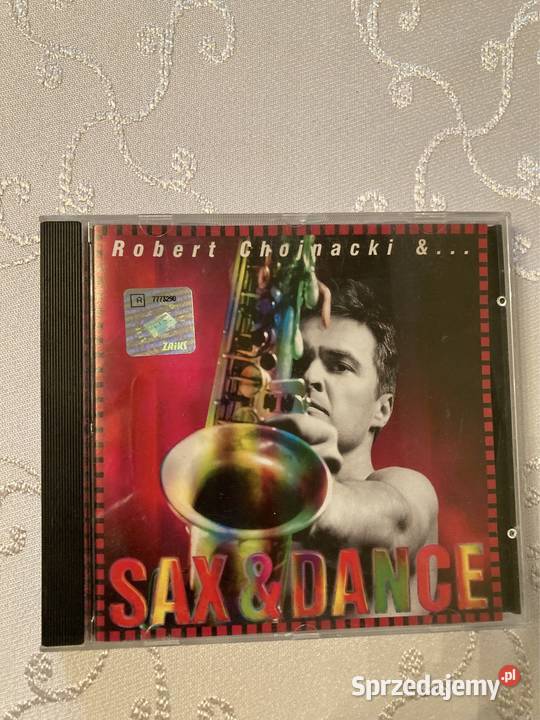 Robert Chojnacki &...
A 7773290
ZAiKS
SAX & DANCE
Sprzedajemy.pl